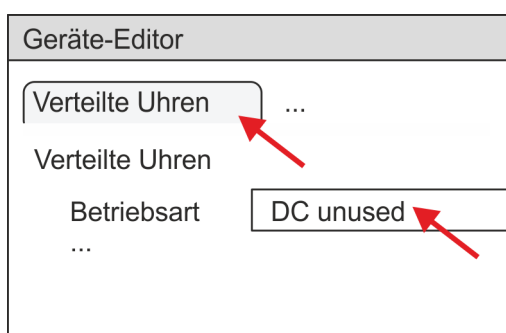 Geräte-Editor
Verteilte Uhren ...
Verteilte Uhren
Betriebsart DC unused
...